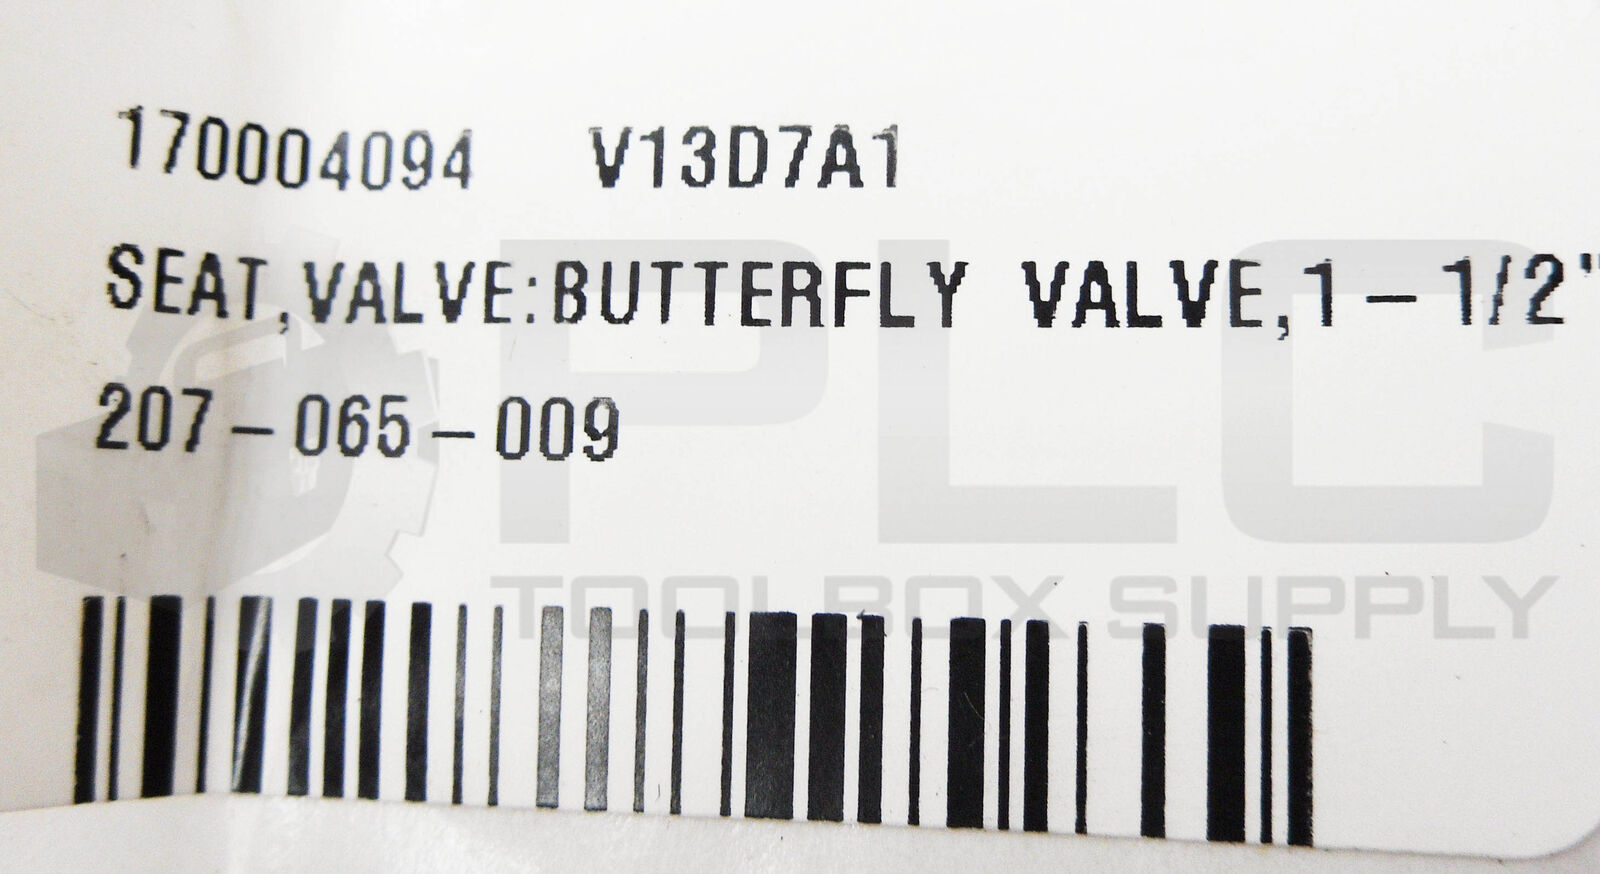 170004094 V13D7A1
SEAT,VALVE:BUTTERFLY VALVE,1-1/2"
207-065-009
PLC
TOOLBOX SUPPLY